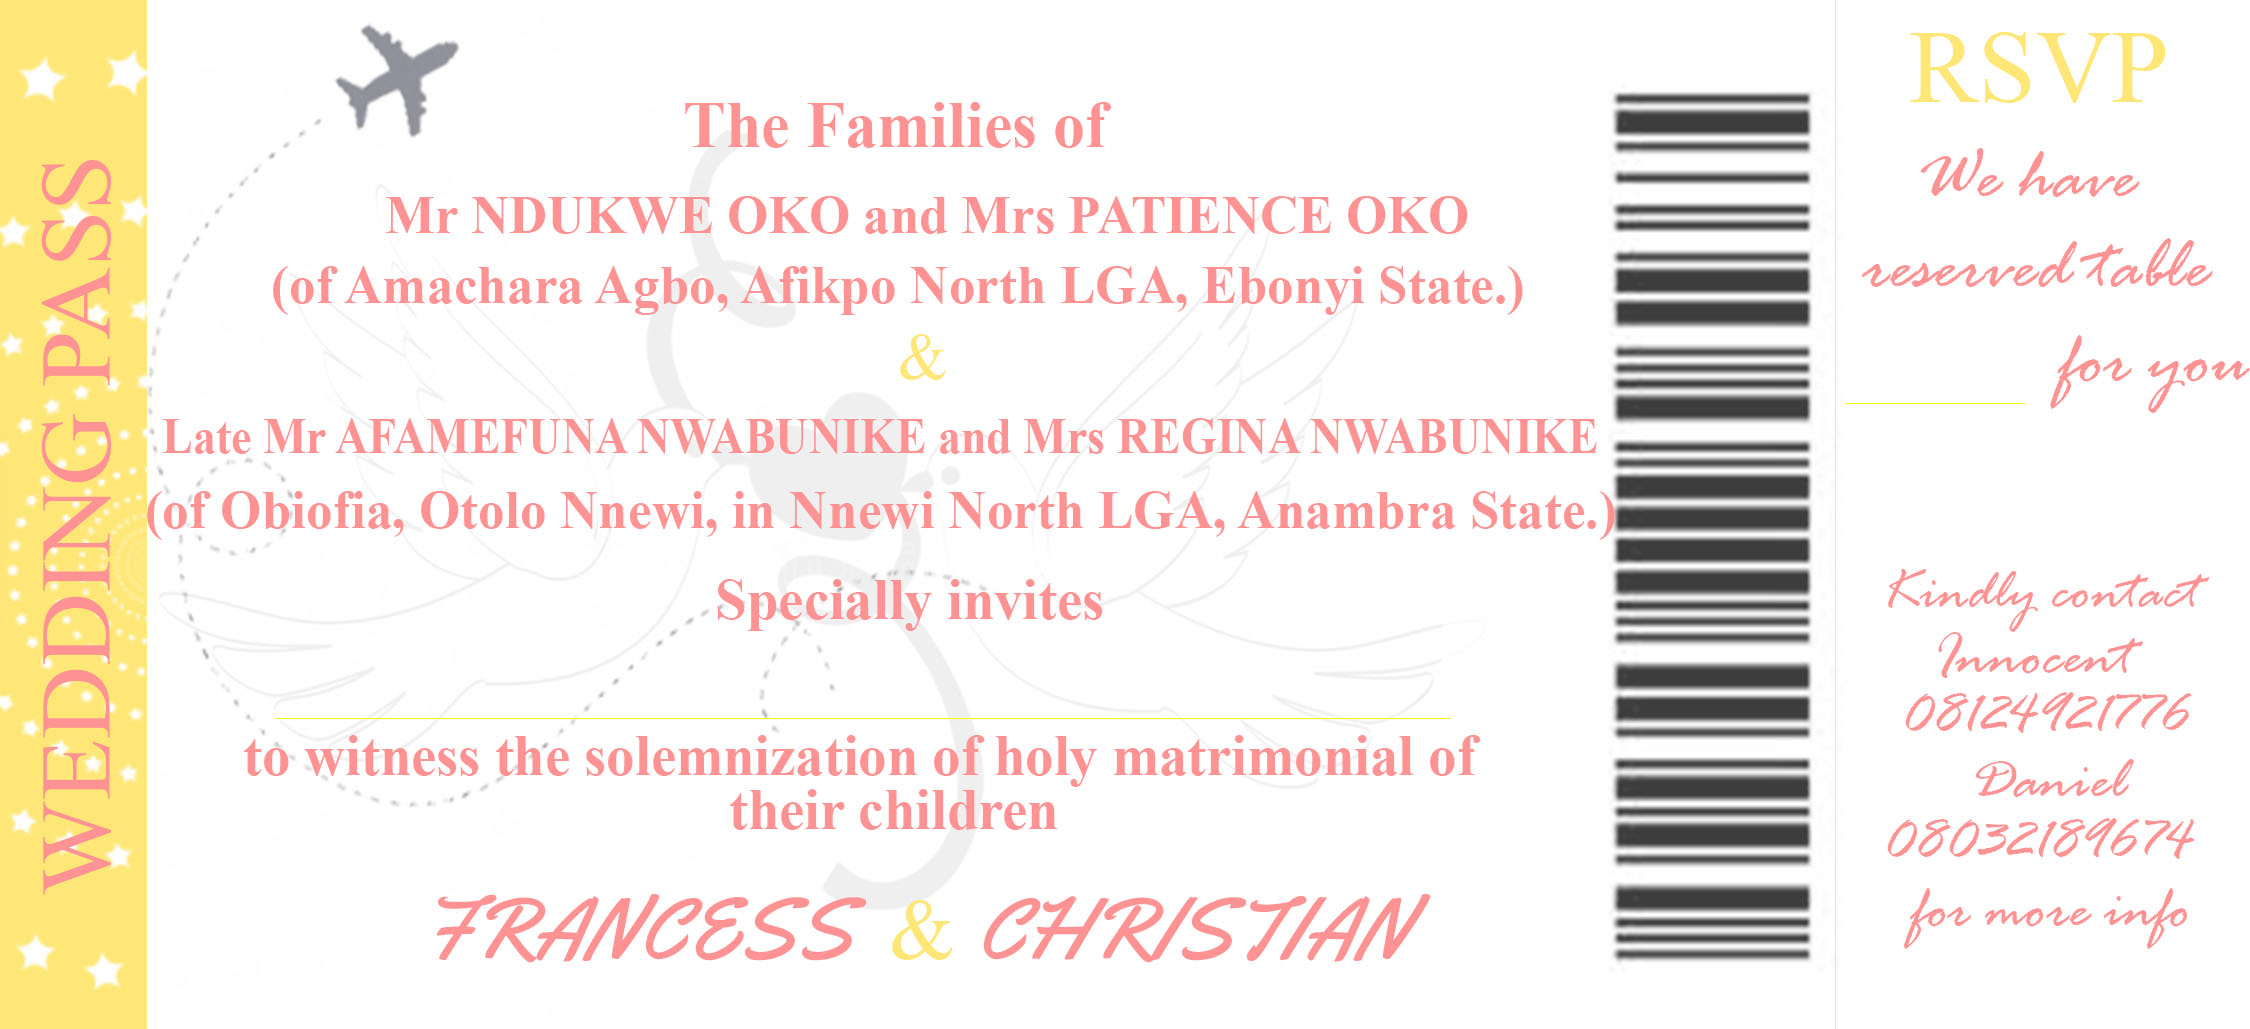 WEDDING PASS
The Families of
Mr NDUKWE OKO and Mrs PATIENCE OKO
(of Amachara Agbo, Afikpo North LGA, Ebonyi State.)
&
Late Mr AFAMEFUNA NWABUNIKE and Mrs REGINA NWABUNIKE
(of Obiofia, Otolo Nnewi, in Nnewi North LGA, Anambra State.)
Specially invites
to witness the solemnization of holy matrimonial of
their children
FRANCESS & CHRISTIAN
RSVP
We have
reserved table
for you
Kindly contact
Innocent
08124921776
Daniel
08032189674
for more info